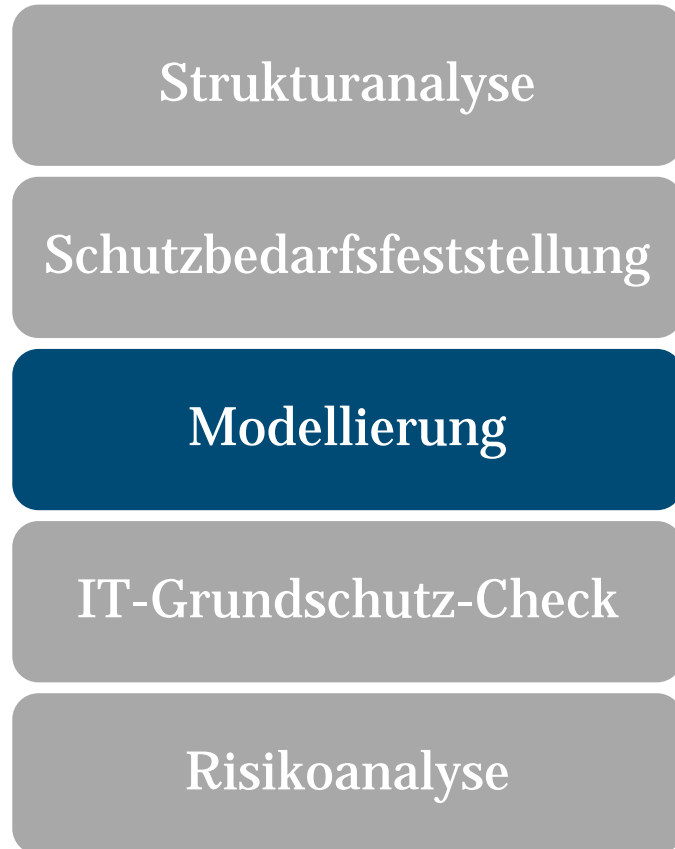 Strukturanalyse
Schutzbedarfsfeststellung
Modellierung
IT-Grundschutz-Check
Risikoanalyse